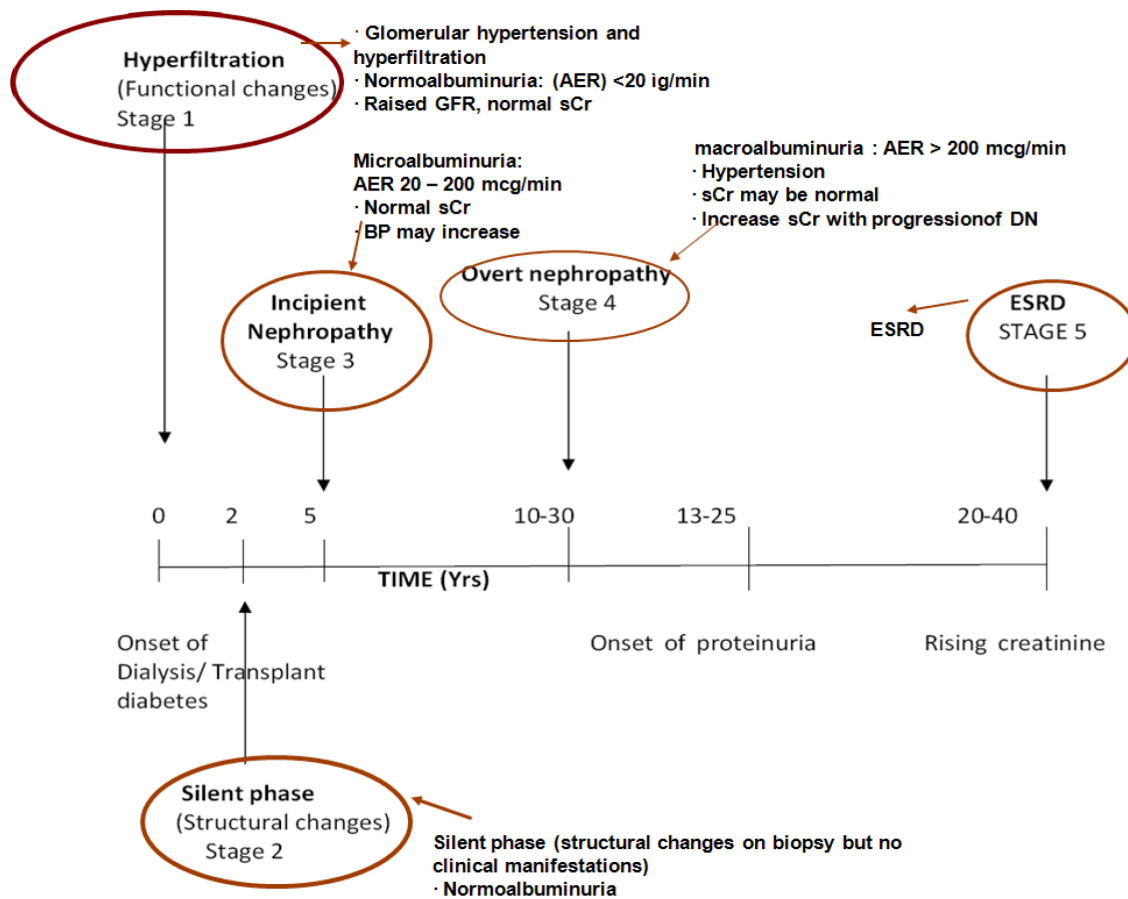 Hyperfiltration
(Functional changes)
Stage 1
· Glomerular hypertension and
hyperfiltration
· Normoalbuminuria: (AER) <20 ìg/min
· Raised GFR, normal sCr
Microalbuminuria:
AER 20 – 200 mcg/min
· Normal sCr
· BP may increase
macroalbuminuria : AER > 200 mcg/min
· Hypertension
· sCr may be normal
· Increase sCr with progressionof DN
Incipient
Nephropathy
Stage 3
Overt nephropathy
Stage 4
ESRD
ESRD
STAGE 5
0 2 5 10-30 13-25 20-40
TIME (Yrs)
Onset of
Dialysis/ Transplant
diabetes
Onset of proteinuria
Rising creatinine
Silent phase
(Structural changes)
Stage 2
Silent phase (structural changes on biopsy but no
clinical manifestations)
· Normoalbuminuria